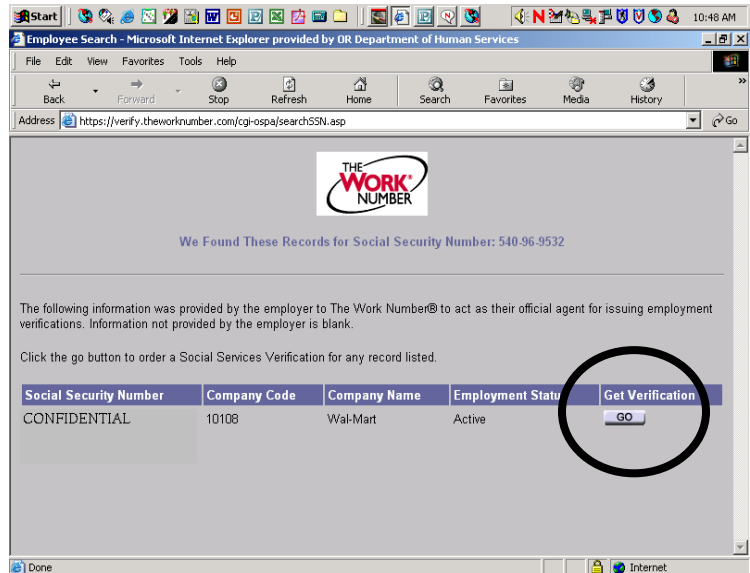 Start
10:48 AM
Employee Search - Microsoft Internet Explorer provided by OR Department of Human Services
File Edit View Favorites Tools Help
Back Forward Stop Refresh Home Search Favorites Media History »
Address https://verify.theworknumber.com/cgi-ospa/searchSSN.asp Go
THE
WORK
NUMBER
We Found These Records for Social Security Number: 540-96-9532
The following information was provided by the employer to The Work Number® to act as their official agent for issuing employment
verifications. Information not provided by the employer is blank.
Click the go button to order a Social Services Verification for any record listed.
Social Security Number Company Code Company Name Employment Status Get Verification
CONFIDENTIAL 10108 Wal-Mart Active GO
Done Internet